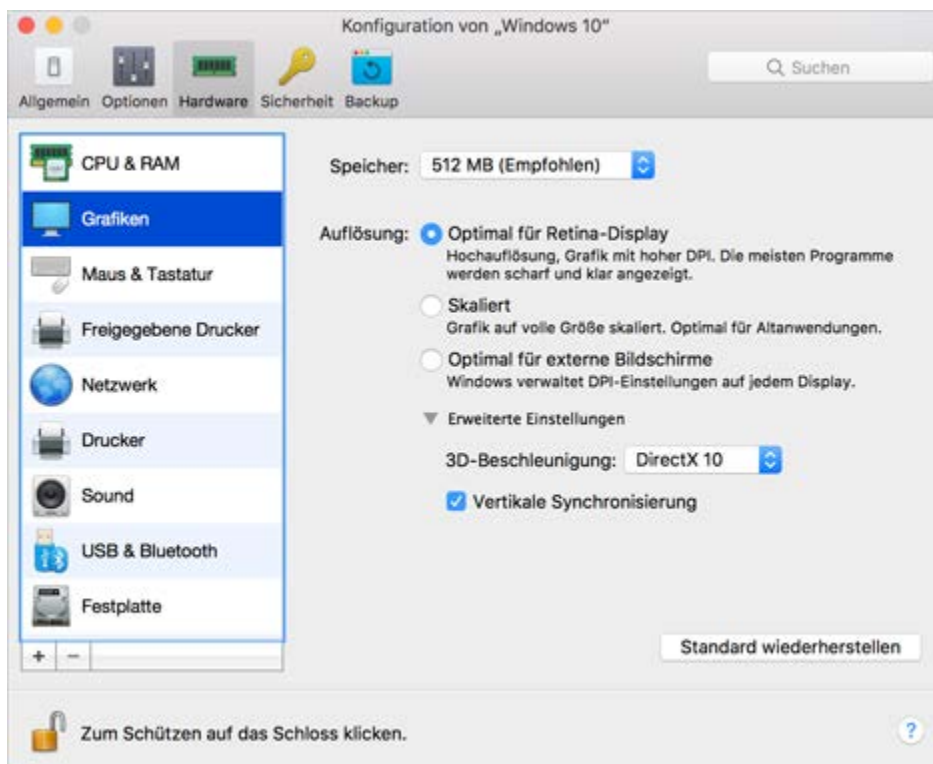 Konfiguration von „Windows 10“
Allgemein Optionen Hardware Sicherheit Backup
Suchen
CPU & RAM
Grafiken
Maus & Tastatur
Freigegebene Drucker
Netzwerk
Drucker
Sound
USB & Bluetooth
Festplatte
+ −
Speicher: 512 MB (Empfohlen)
Auflösung: Optimal für Retina-Display
Hochauflösung, Grafik mit hoher DPI. Die meisten Programme
werden scharf und klar angezeigt.
Skaliert
Grafik auf volle Größe skaliert. Optimal für Altanwendungen.
Optimal für externe Bildschirme
Windows verwaltet DPI-Einstellungen auf jedem Display.
Erweiterte Einstellungen
3D-Beschleunigung: DirectX 10
Vertikale Synchronisierung
Standard wiederherstellen
Zum Schützen auf das Schloss klicken.
?